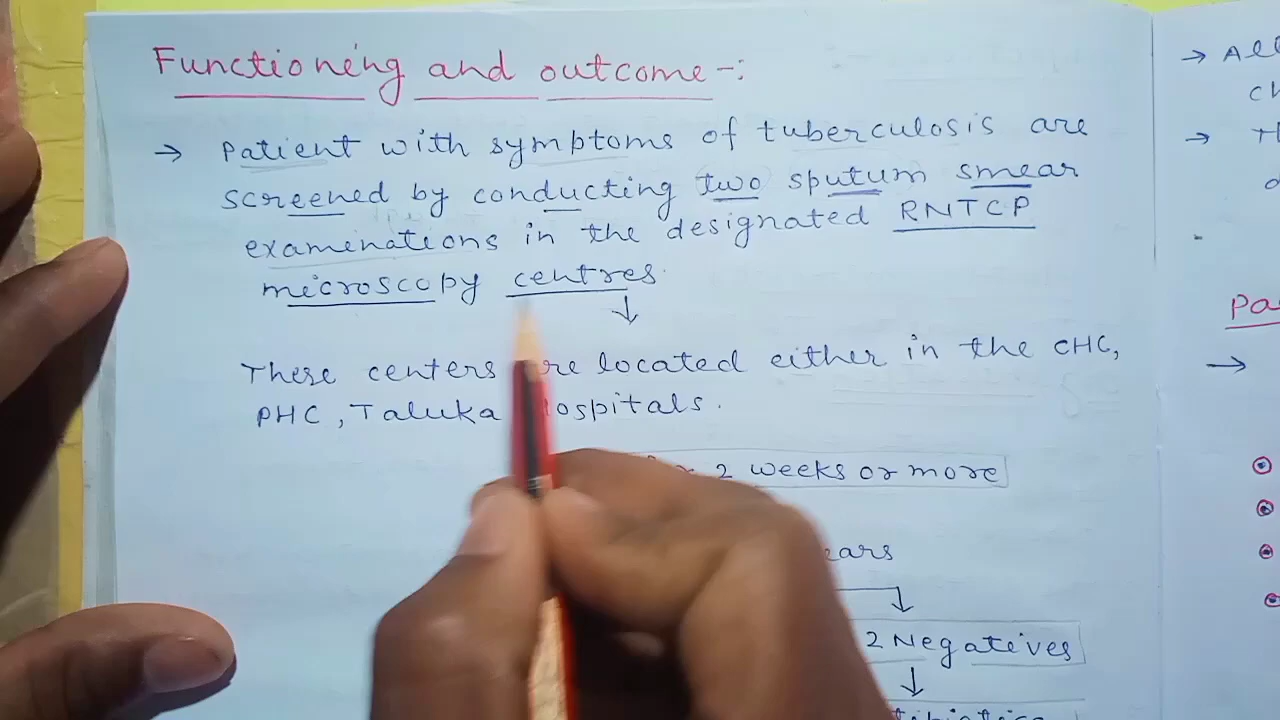 Functioning and outcome -:
→ Patient with symptoms of tuberculosis are
screened by conducting two sputum smear
examinations in the designated RNTCP
microscopy centres.
↓
These centers are located either in the CHC,
PHC, Taluka Hospitals.
2 weeks or more
2 Negatives
↓
→ All
→
→